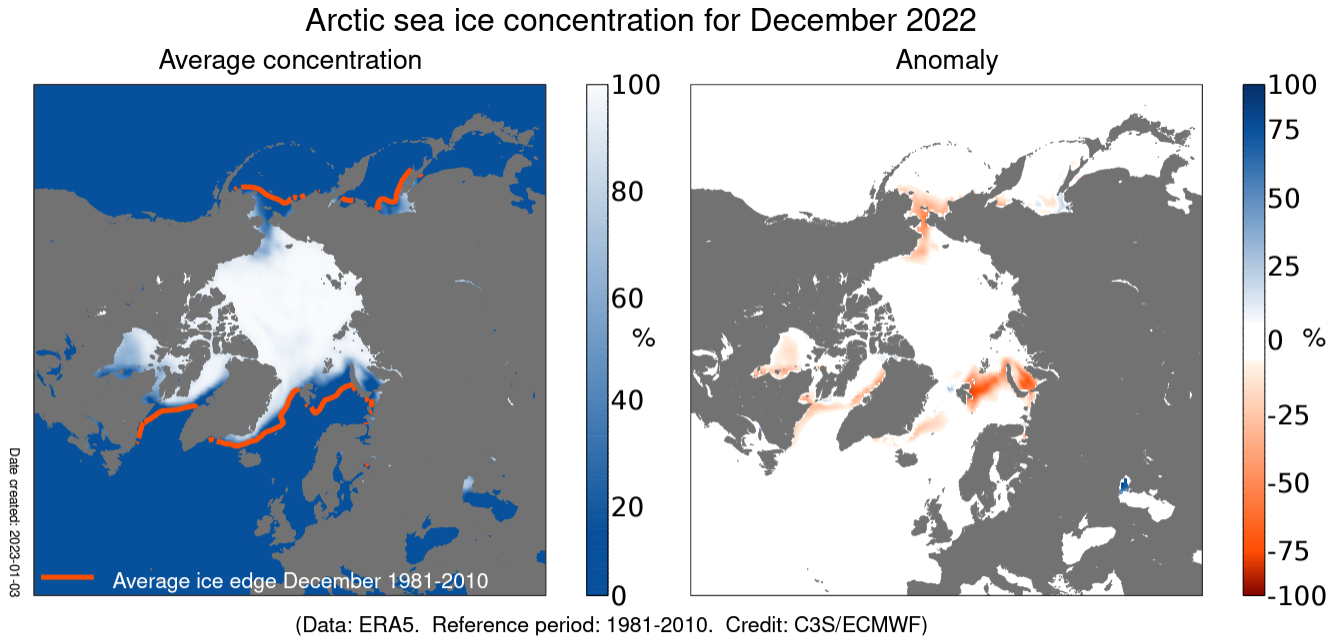 Arctic sea ice concentration for December 2022
Average concentration
Anomaly
100
80
60
%
40
20
0
100
75
50
25
0 %
-25
-50
-75
-100
Date created: 2023-01-03
Average ice edge December 1981-2010
(Data: ERA5. Reference period: 1981-2010. Credit: C3S/ECMWF)